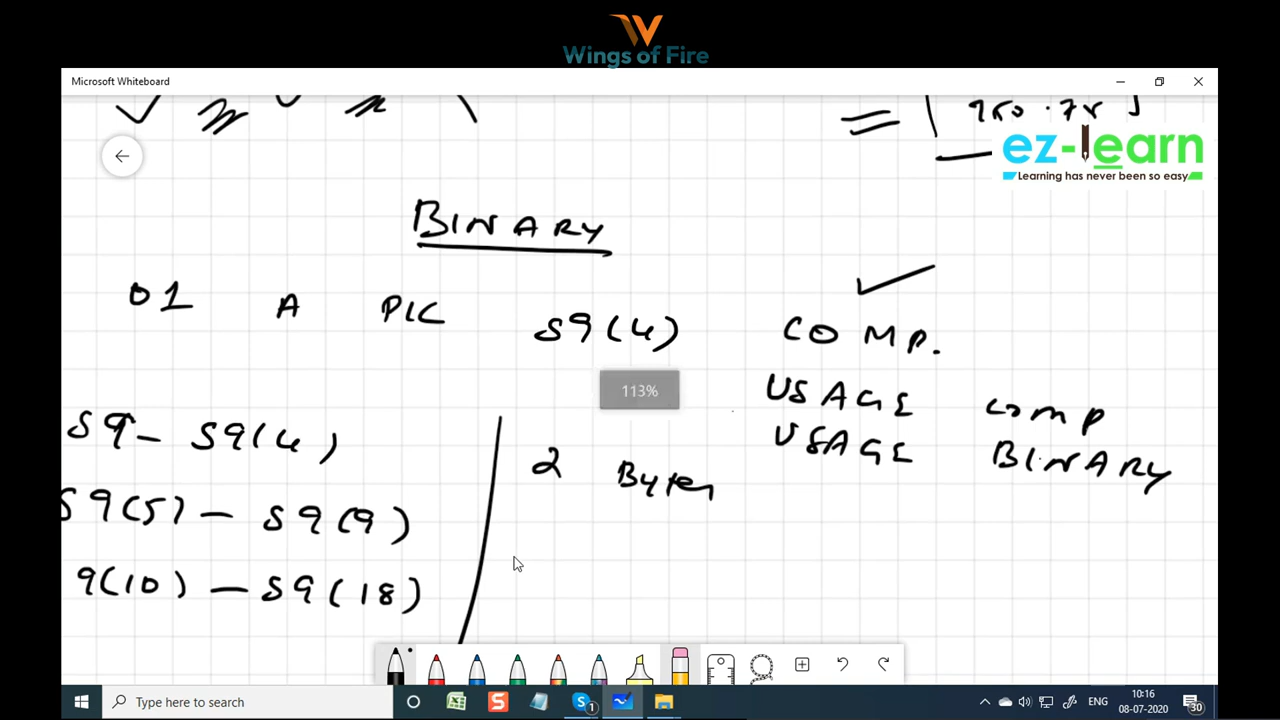 Wings of Fire
Microsoft Whiteboard
ez-learn
Learning has never been so easy
BINARY
01 A PIC S9(4) COMP.
113%
USAGE COMP
USAGE BINARY
S9 - S9(4)
2 Bytes
S9(5) - S9(9)
9(10) - S9(18)
Type here to search
S
1
ENG
10:16
08-07-2020
30